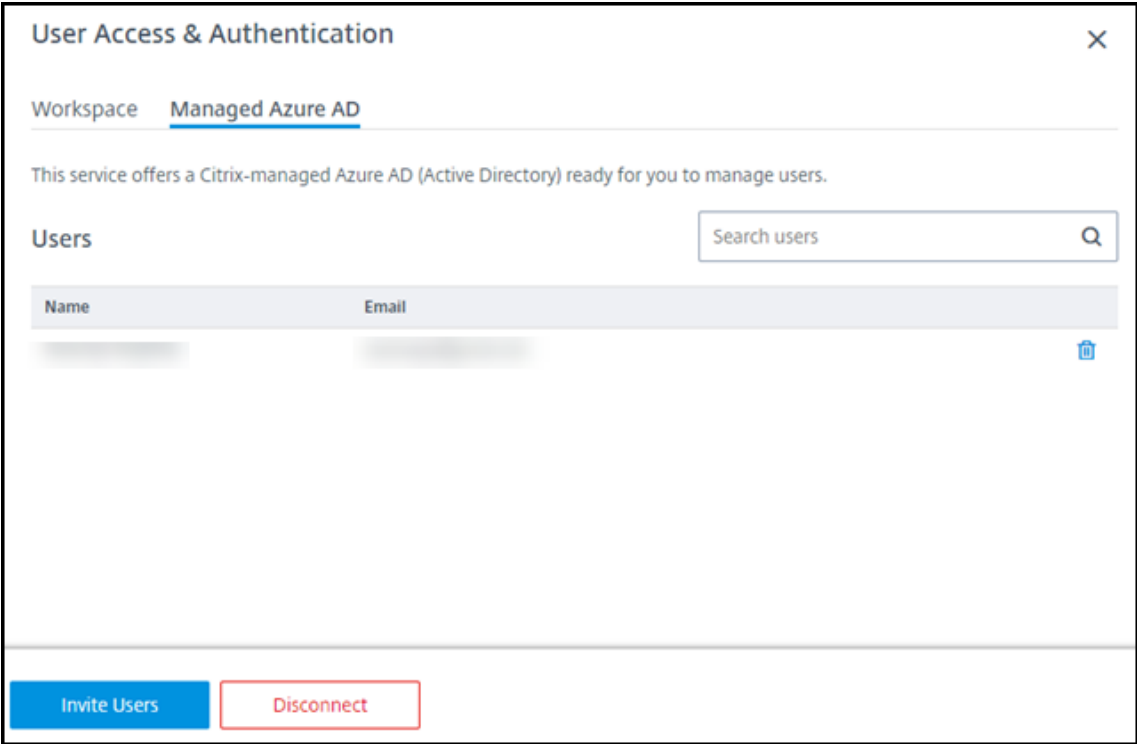 User Access & Authentication
Workspace Managed Azure AD
This service offers a Citrix-managed Azure AD (Active Directory) ready for you to manage users.
Users Search users
Name Email
Invite Users Disconnect